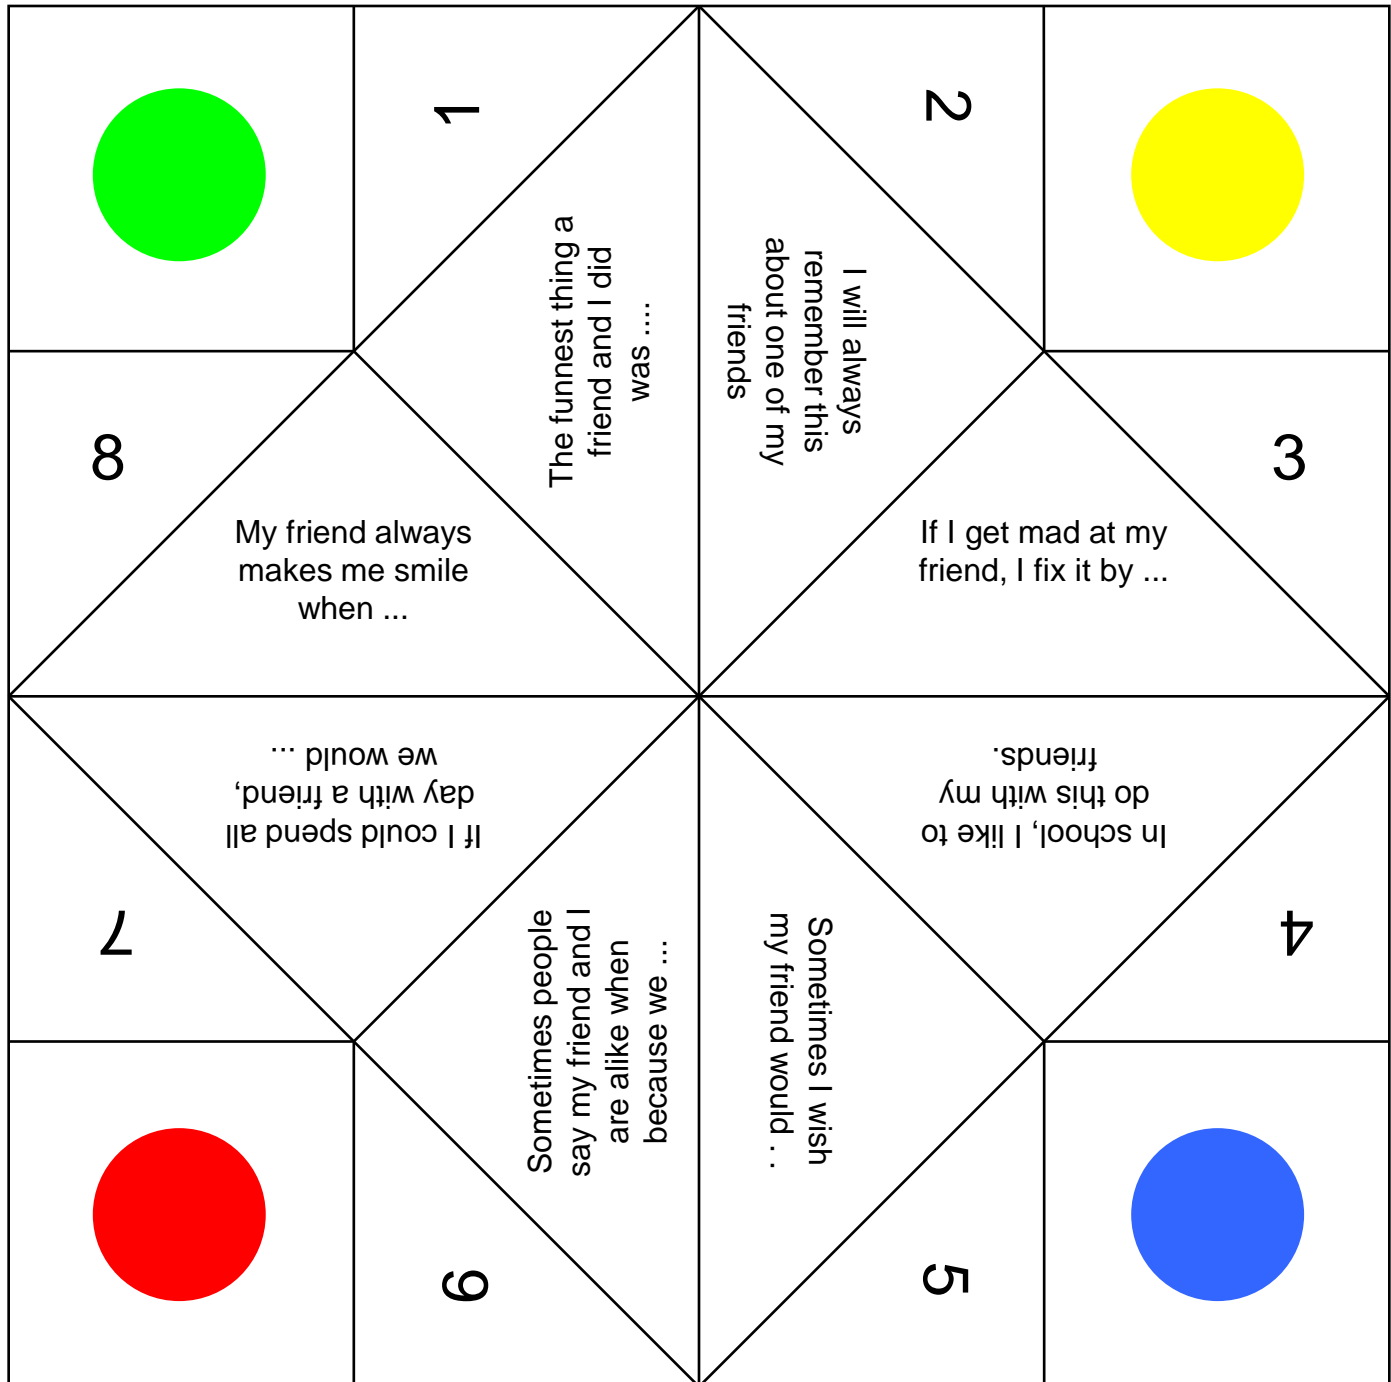 1
2
The funnest thing a
friend and I did
was ....
I will always
remember this
about one of my
friends
8
3
My friend always
makes me smile
when ...
If I get mad at my
friend, I fix it by ...
If I could spend all
day with a friend,
we would ...
In school, I like to
do this with my
friends.
7
4
Sometimes people
say my friend and I
are alike when
because we ...
Sometimes I wish
my friend would . .
6
5